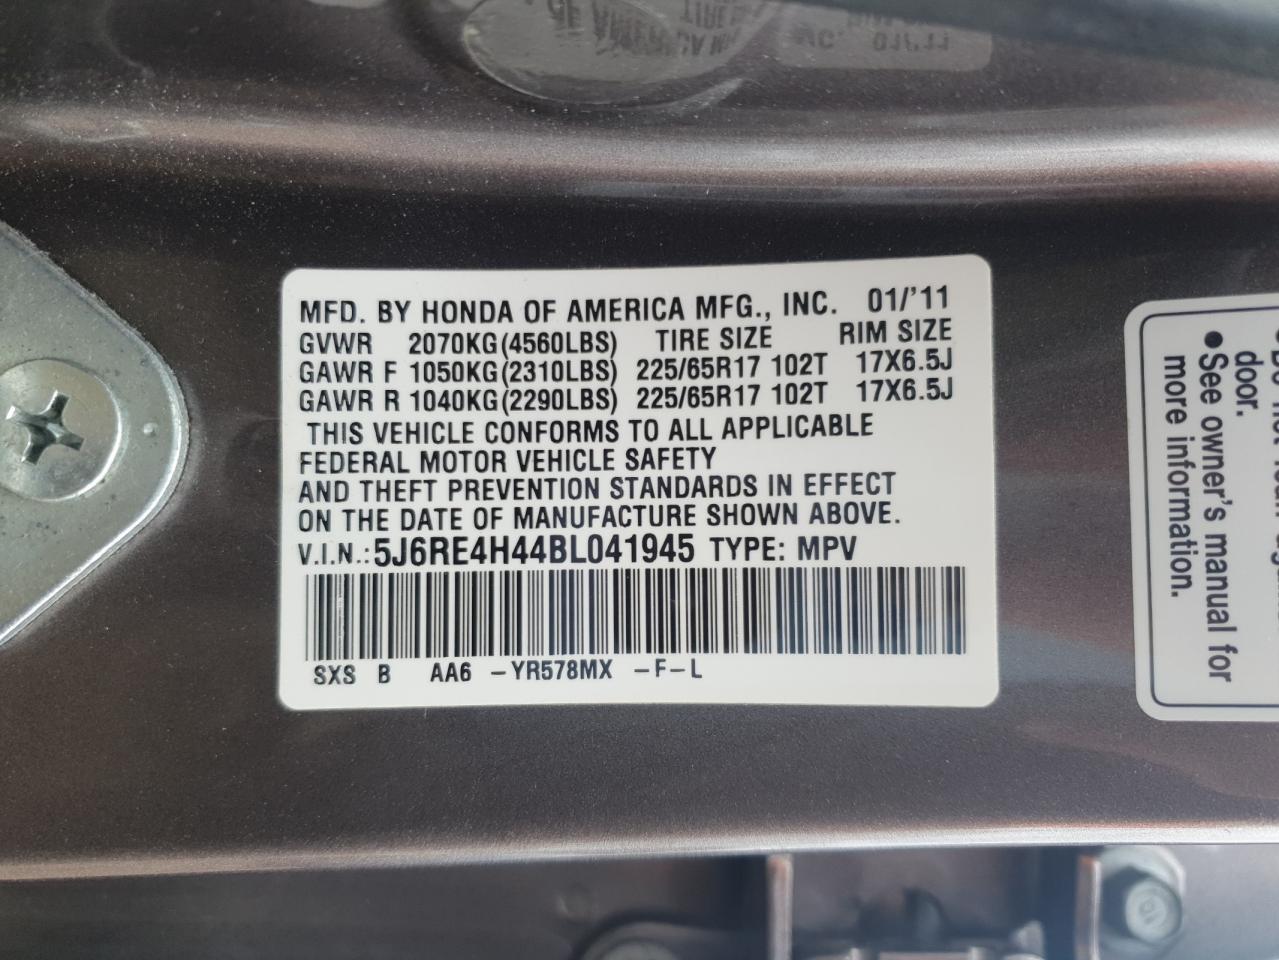 MFD. BY HONDA OF AMERICA MFG., INC. 01/'11
GVWR 2070KG(4560LBS) TIRE SIZE RIM SIZE
GAWR F 1050KG(2310LBS) 225/65R17 102T 17X6.5J
GAWR R 1040KG(2290LBS) 225/65R17 102T 17X6.5J
THIS VEHICLE CONFORMS TO ALL APPLICABLE
FEDERAL MOTOR VEHICLE SAFETY
AND THEFT PREVENTION STANDARDS IN EFFECT
ON THE DATE OF MANUFACTURE SHOWN ABOVE.
V.I.N.: 5J6RE4H44BL041945 TYPE: MPV
SXS B AA6 -YR578MX -F-L
door.
● See owner's manual for
more information.